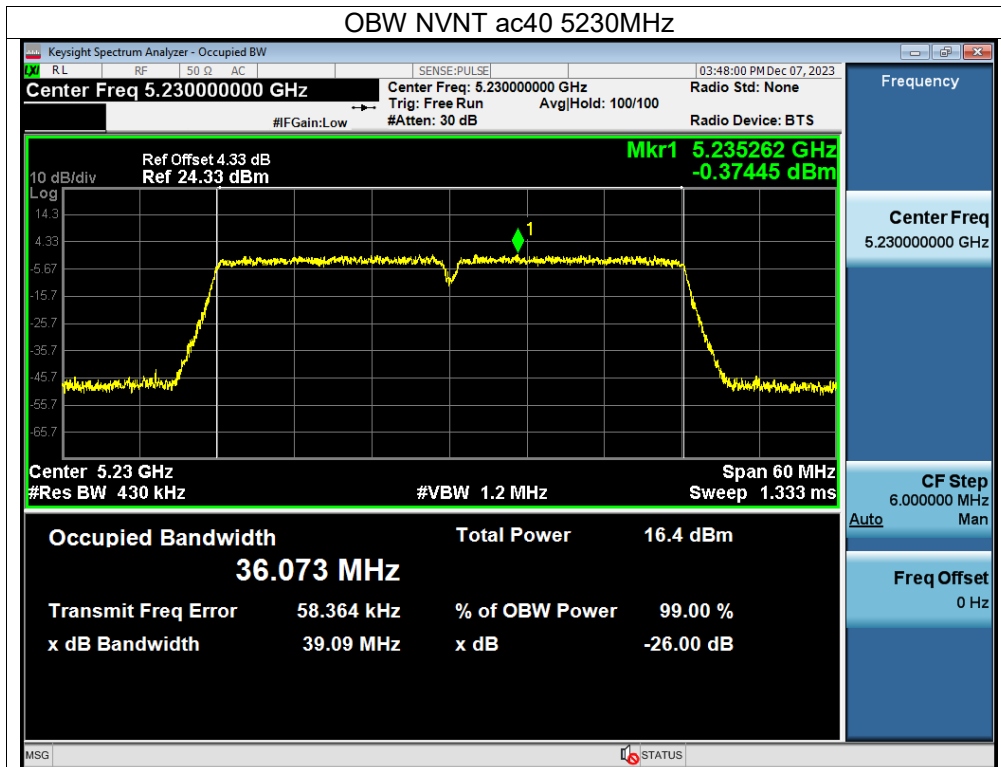 OBW NVNT ac40 5230MHz
Keysight Spectrum Analyzer - Occupied BW
LXI RL RF 50 Ω AC SENSE:PULSE 03:48:00 PM Dec 07, 2023
Center Freq 5.230000000 GHz Center Freq: 5.230000000 GHz Radio Std: None Frequency
Trig: Free Run Avg|Hold: 100/100
#IFGain:Low #Atten: 30 dB Radio Device: BTS
Mkr1 5.235262 GHz
Ref Offset 4.33 dB
10 dB/div Ref 24.33 dBm -0.37445 dBm
Log
14.3
4.33
-5.67
-15.7
-25.7
-35.7
-45.7
-55.7
-65.7
1
Center Freq
5.230000000 GHz
Center 5.23 GHz Span 60 MHz
#Res BW 430 kHz #VBW 1.2 MHz Sweep 1.333 ms
CF Step
6.000000 MHz
Auto Man
Occupied Bandwidth Total Power 16.4 dBm
36.073 MHz
Freq Offset
0 Hz
Transmit Freq Error 58.364 kHz % of OBW Power 99.00 %
x dB Bandwidth 39.09 MHz x dB -26.00 dB
MSG STATUS